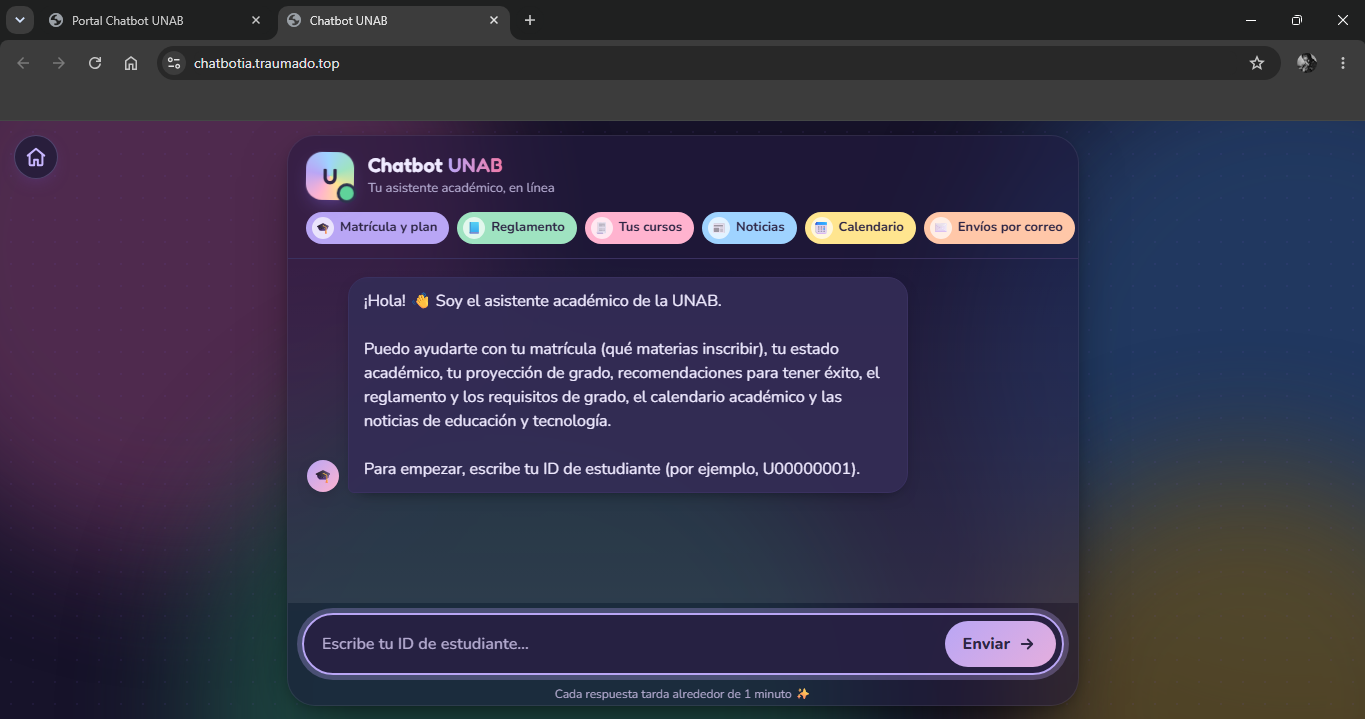 Portal Chatbot UNAB
Chatbot UNAB
chatbotia.traumado.top
U
Chatbot UNAB
Tu asistente académico, en línea
Matrícula y plan
Reglamento
Tus cursos
Noticias
Calendario
Envíos por correo
¡Hola! 👋 Soy el asistente académico de la UNAB.
Puedo ayudarte con tu matrícula (qué materias inscribir), tu estado
académico, tu proyección de grado, recomendaciones para tener éxito, el
reglamento y los requisitos de grado, el calendario académico y las
noticias de educación y tecnología.
Para empezar, escribe tu ID de estudiante (por ejemplo, U00000001).
Escribe tu ID de estudiante...
Enviar →
Cada respuesta tarda alrededor de 1 minuto ✨